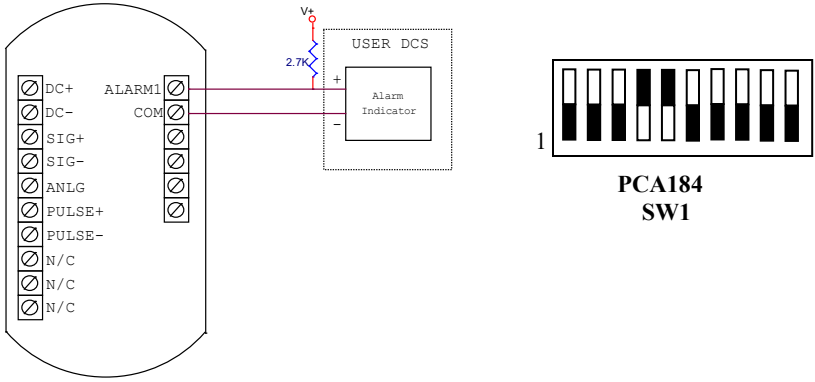 V+
2.7K
USER DCS
+
Alarm
Indicator
−
DC+
DC-
SIG+
SIG-
ANLG
PULSE+
PULSE-
N/C
N/C
N/C
ALARM1
COM
1
PCA184
SW1